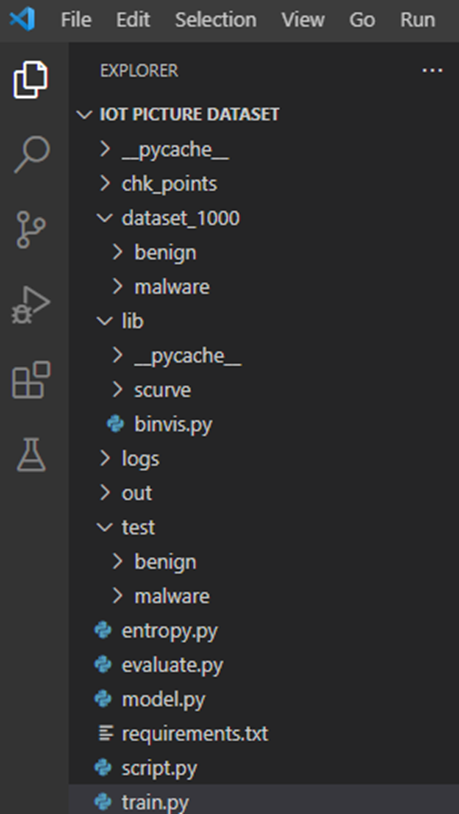 File Edit Selection View Go Run
EXPLORER ...
IOT PICTURE DATASET
__pycache__
chk_points
dataset_1000
benign
malware
lib
__pycache__
scurve
binvis.py
logs
out
test
benign
malware
entropy.py
evaluate.py
model.py
requirements.txt
script.py
train.py